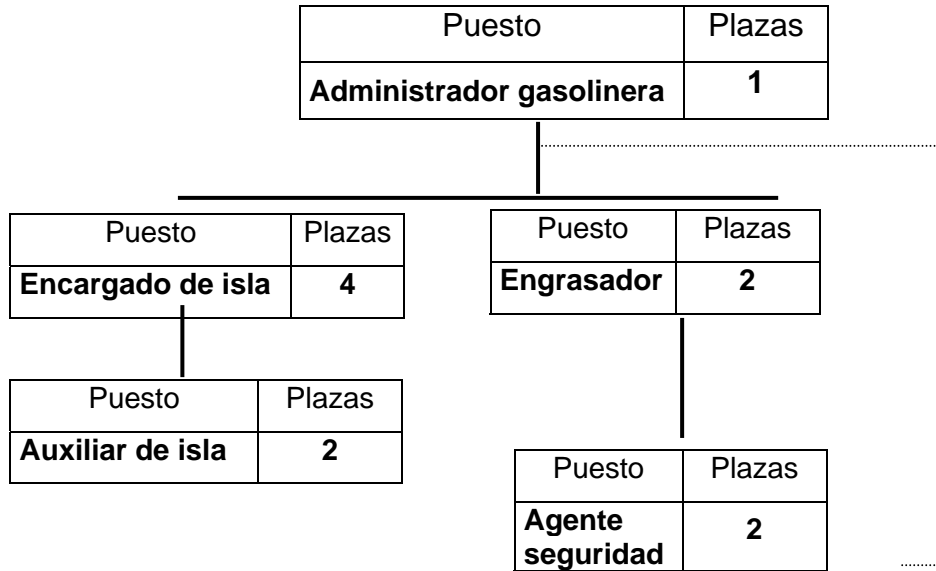 Puesto Plazas
Administrador gasolinera 1
Puesto Plazas
Encargado de isla 4
Puesto Plazas
Engrasador 2
Puesto Plazas
Auxiliar de isla 2
Puesto Plazas
Agente
seguridad 2